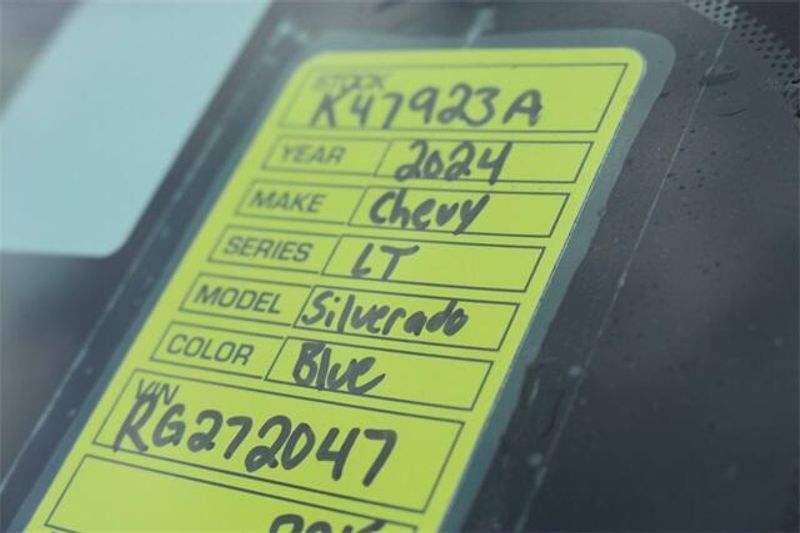 STOCK
K47923A
YEAR 2024
MAKE Chevy
SERIES LT
MODEL Silverado
COLOR Blue
VIN
RG272047